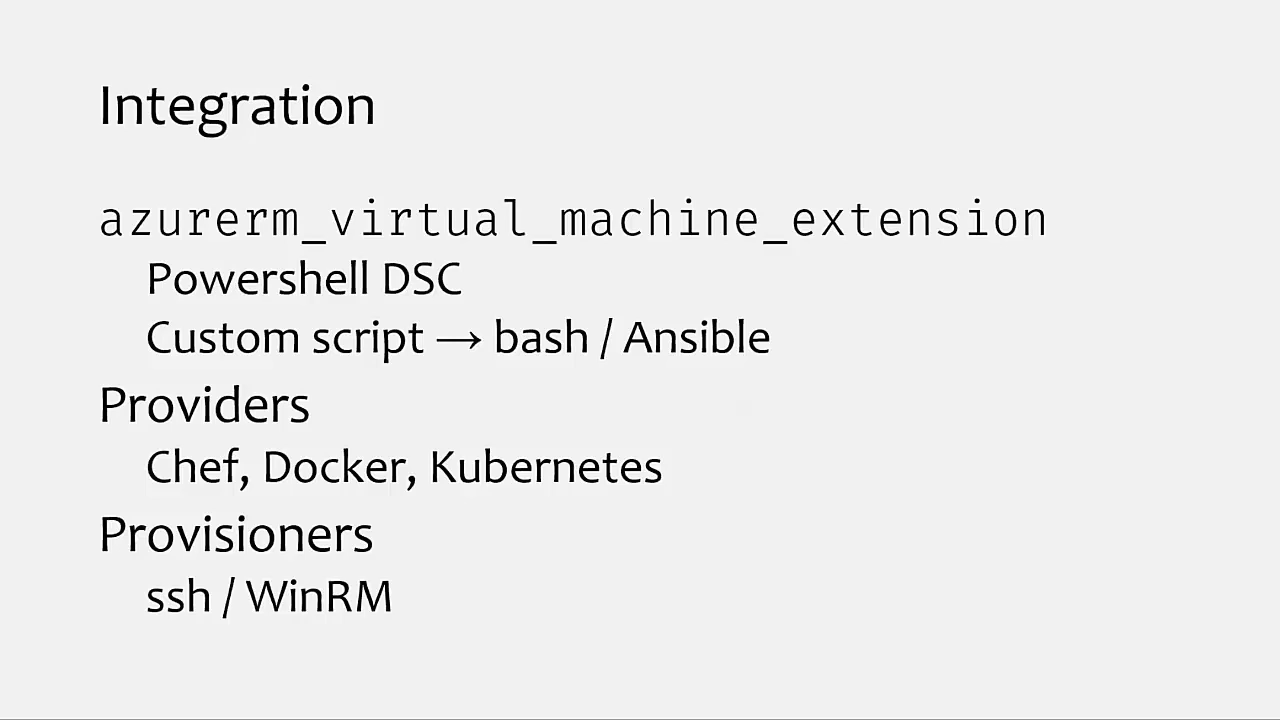 Integration
azurerm_virtual_machine_extension
Powershell DSC
Custom script → bash / Ansible
Providers
Chef, Docker, Kubernetes
Provisioners
ssh / WinRM